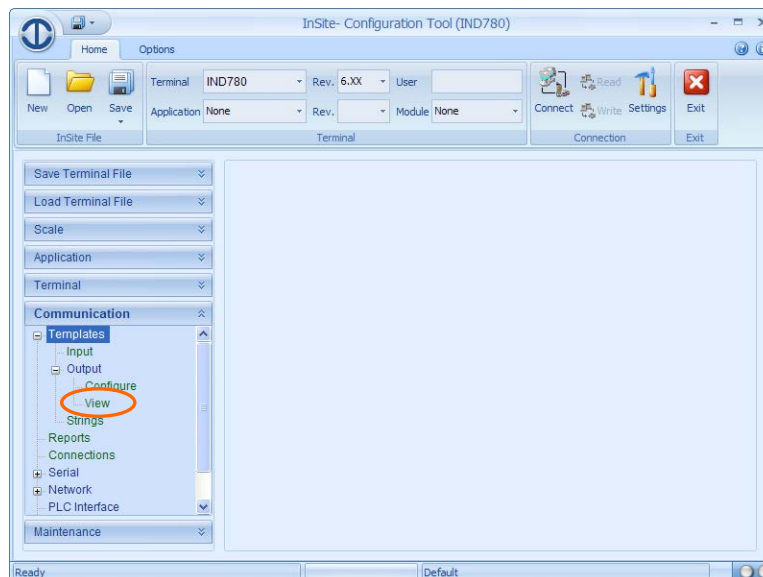 InSite- Configuration Tool (IND780)
Home Options
Terminal IND780 Rev. 6.XX User
Read
New Open Save
Application None Rev. Module None
Connect Write Settings Exit
InSite File Terminal Connection Exit
Save Terminal File
Load Terminal File
Scale
Application
Terminal
Communication
Templates
Input
Output
Configure
View
Strings
Reports
Connections
Serial
Network
PLC Interface
Maintenance
Ready Default